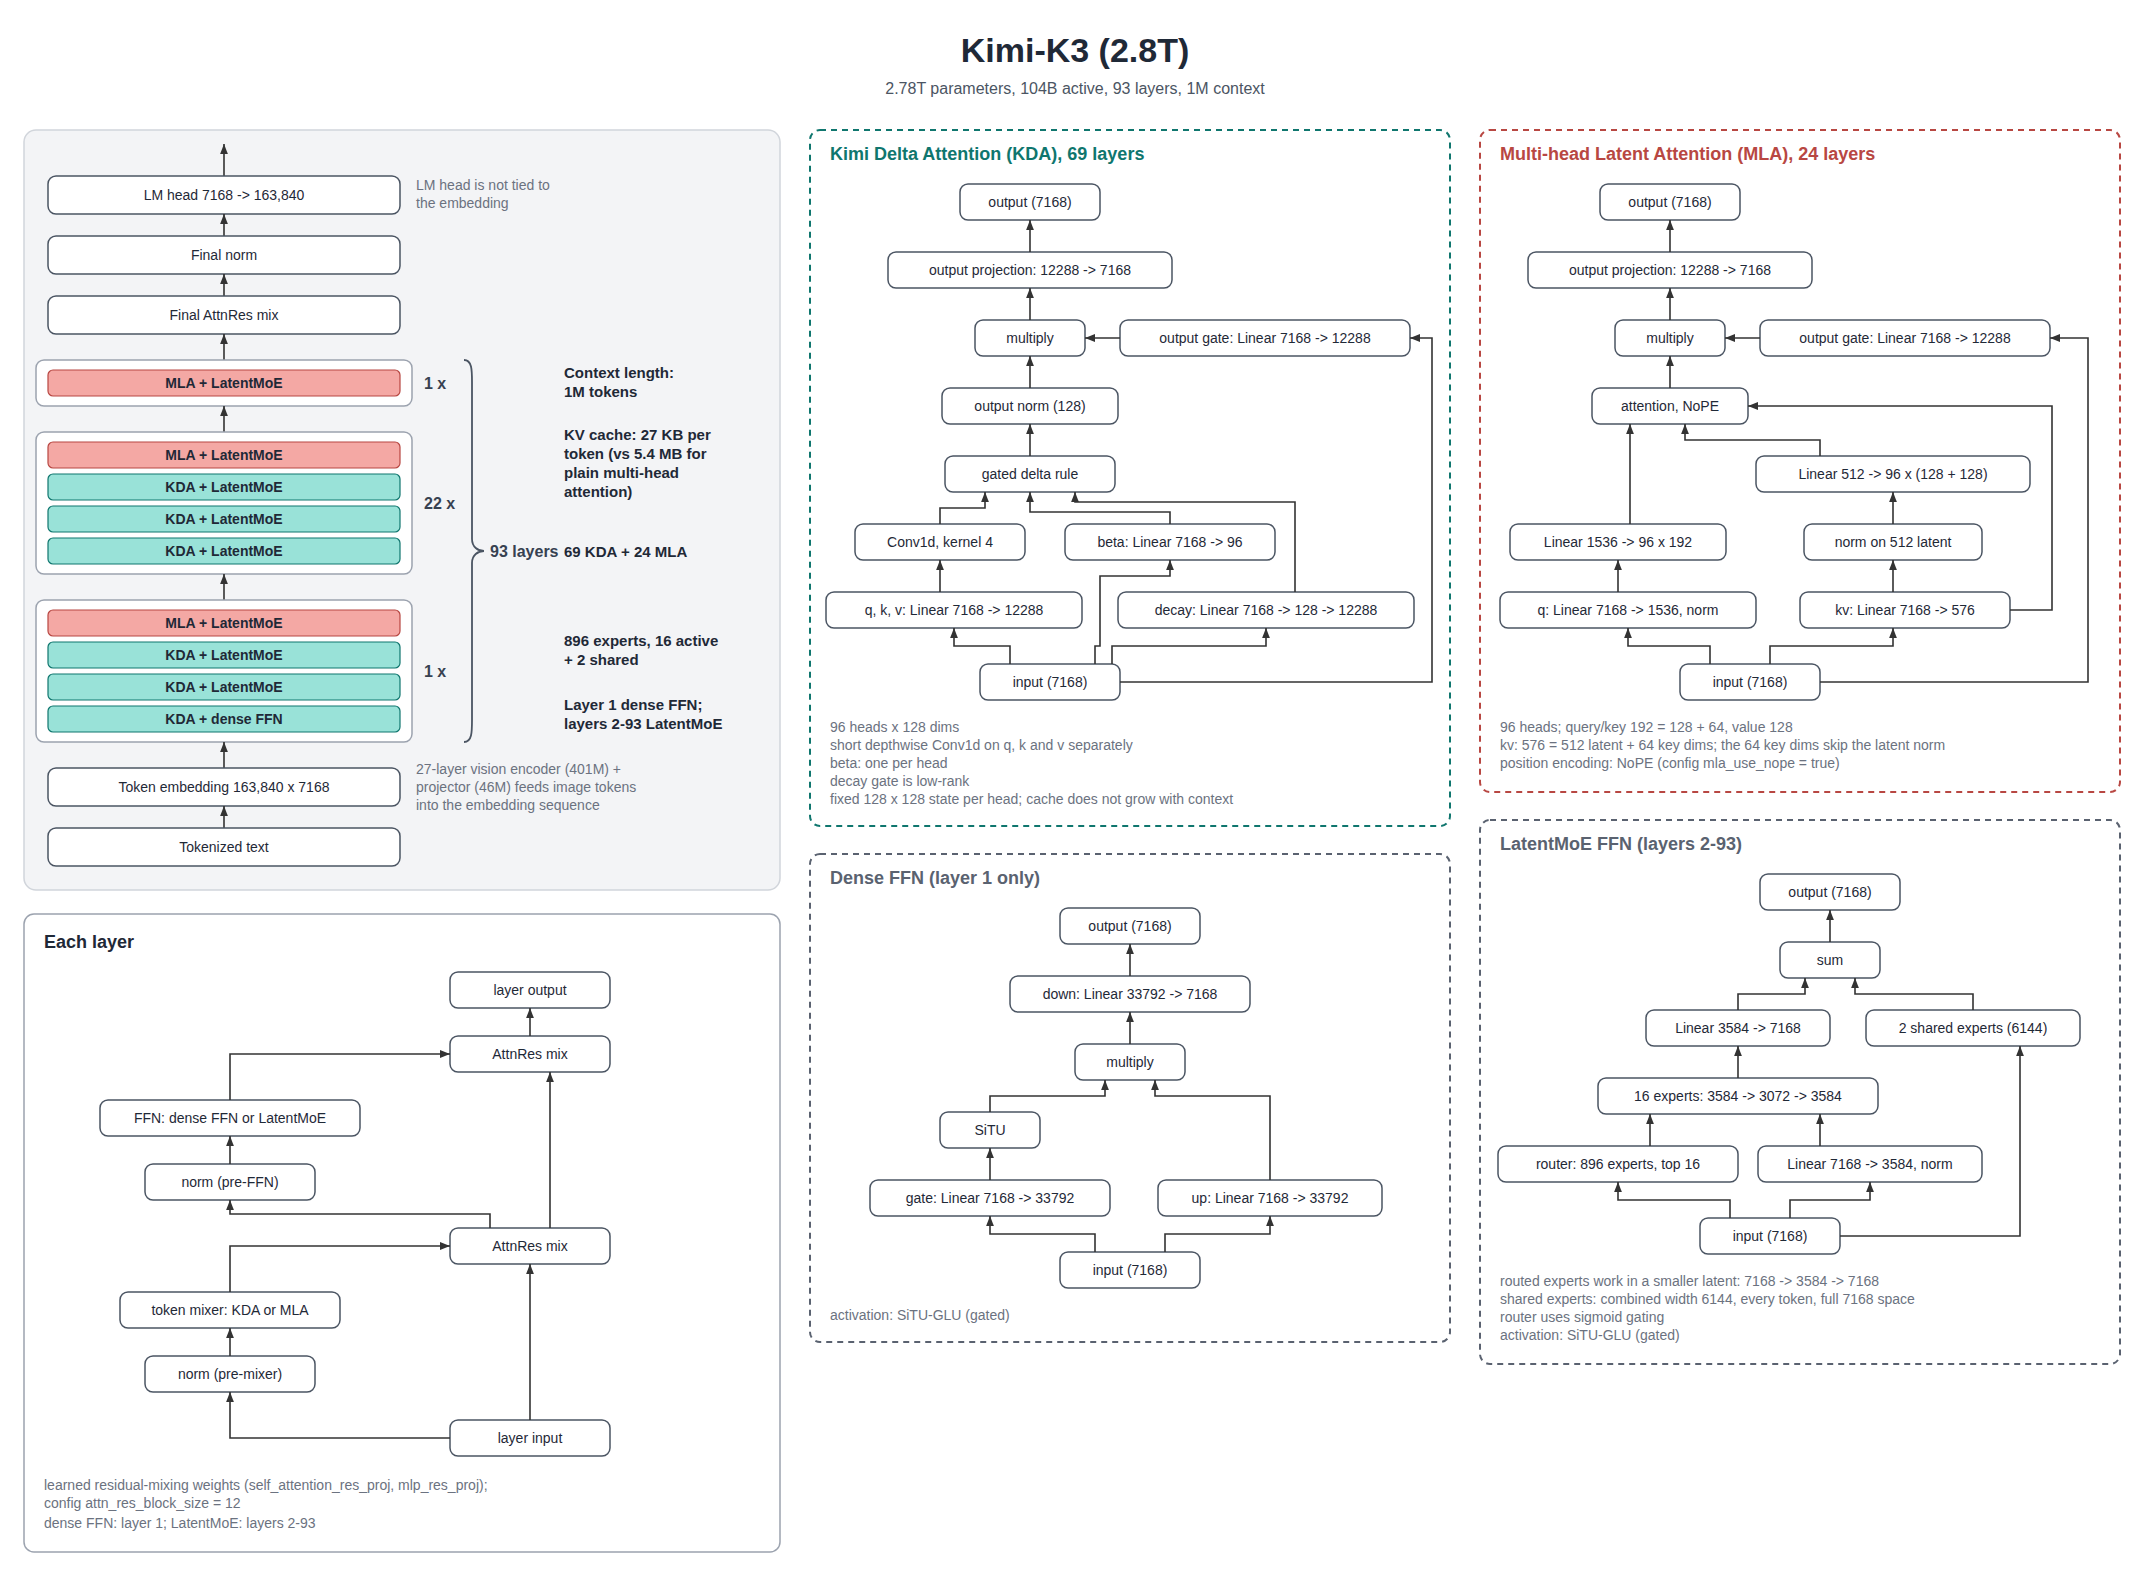 Kimi-K3 (2.8T)
2.78T parameters, 104B active, 93 layers, 1M context
LM head 7168 -> 163,840
LM head is not tied to
the embedding
Final norm
Final AttnRes mix
MLA + LatentMoE
1 x
MLA + LatentMoE
KDA + LatentMoE
KDA + LatentMoE
KDA + LatentMoE
22 x
MLA + LatentMoE
KDA + LatentMoE
KDA + LatentMoE
KDA + dense FFN
1 x
93 layers
Context length:
1M tokens
KV cache: 27 KB per
token (vs 5.4 MB for
plain multi-head
attention)
69 KDA + 24 MLA
896 experts, 16 active
+ 2 shared
Layer 1 dense FFN;
layers 2-93 LatentMoE
Token embedding 163,840 x 7168
27-layer vision encoder (401M) +
projector (46M) feeds image tokens
into the embedding sequence
Tokenized text
Each layer
layer output
AttnRes mix
FFN: dense FFN or LatentMoE
norm (pre-FFN)
AttnRes mix
token mixer: KDA or MLA
norm (pre-mixer)
layer input
learned residual-mixing weights (self_attention_res_proj, mlp_res_proj);
config attn_res_block_size = 12
dense FFN: layer 1; LatentMoE: layers 2-93
Kimi Delta Attention (KDA), 69 layers
output (7168)
output projection: 12288 -> 7168
multiply
output gate: Linear 7168 -> 12288
output norm (128)
gated delta rule
Conv1d, kernel 4
beta: Linear 7168 -> 96
q, k, v: Linear 7168 -> 12288
decay: Linear 7168 -> 128 -> 12288
input (7168)
96 heads x 128 dims
short depthwise Conv1d on q, k and v separately
beta: one per head
decay gate is low-rank
fixed 128 x 128 state per head; cache does not grow with context
Dense FFN (layer 1 only)
output (7168)
down: Linear 33792 -> 7168
multiply
SiTU
gate: Linear 7168 -> 33792
up: Linear 7168 -> 33792
input (7168)
activation: SiTU-GLU (gated)
Multi-head Latent Attention (MLA), 24 layers
output (7168)
output projection: 12288 -> 7168
multiply
output gate: Linear 7168 -> 12288
attention, NoPE
Linear 512 -> 96 x (128 + 128)
Linear 1536 -> 96 x 192
norm on 512 latent
q: Linear 7168 -> 1536, norm
kv: Linear 7168 -> 576
input (7168)
96 heads; query/key 192 = 128 + 64, value 128
kv: 576 = 512 latent + 64 key dims; the 64 key dims skip the latent norm
position encoding: NoPE (config mla_use_nope = true)
LatentMoE FFN (layers 2-93)
output (7168)
sum
Linear 3584 -> 7168
2 shared experts (6144)
16 experts: 3584 -> 3072 -> 3584
router: 896 experts, top 16
Linear 7168 -> 3584, norm
input (7168)
routed experts work in a smaller latent: 7168 -> 3584 -> 7168
shared experts: combined width 6144, every token, full 7168 space
router uses sigmoid gating
activation: SiTU-GLU (gated)